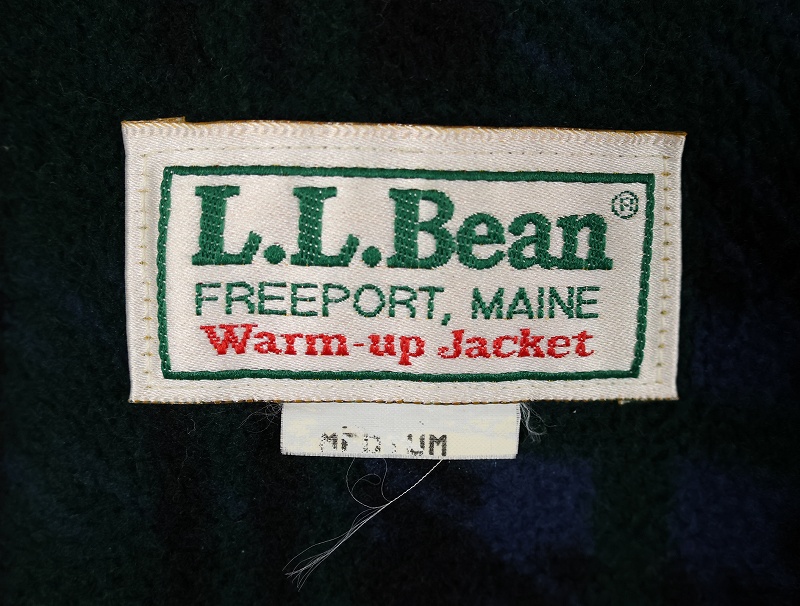 L.L.Bean®
FREEPORT, MAINE
Warm-up Jacket
MEDIUM